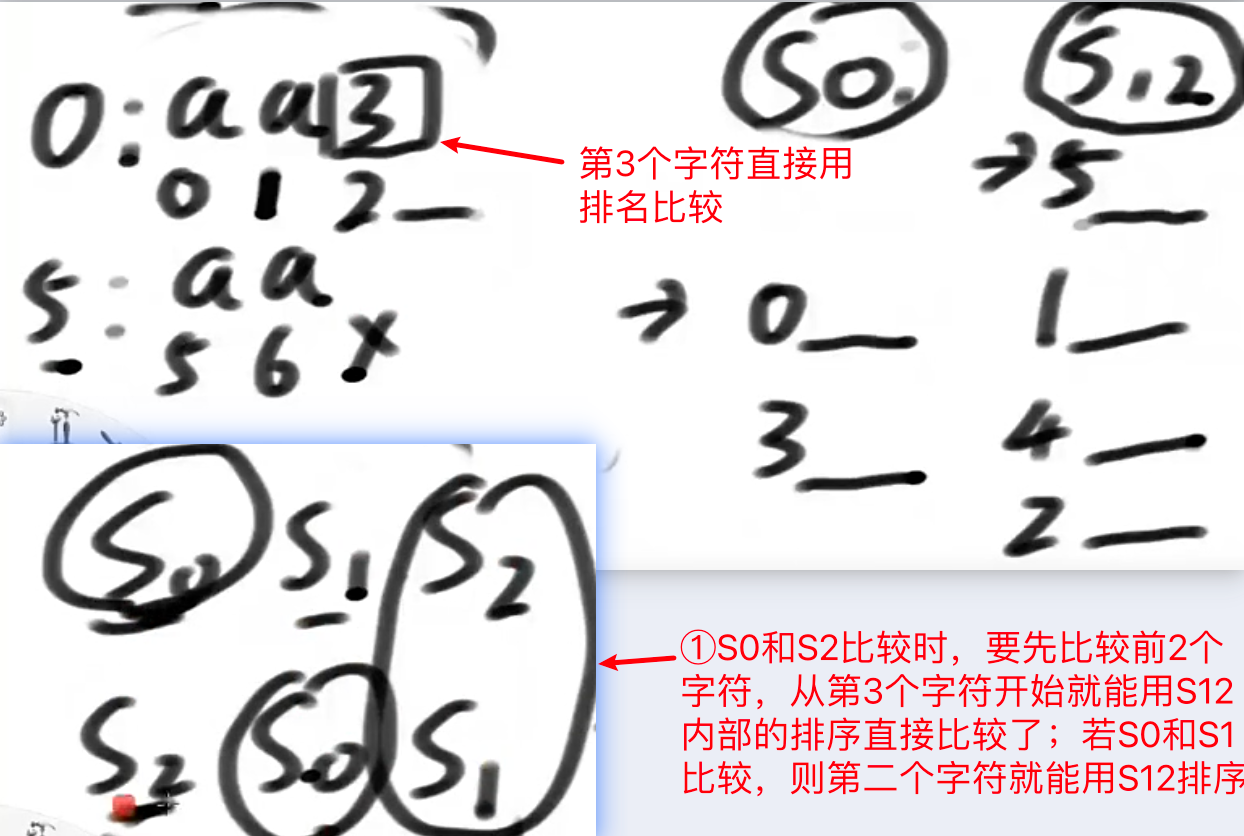 0: a a 3
0 1 2
5: a a
5 6 x
第3个字符直接用
排名比较
S0. S12
→ 5
→ 0 1
3 4
2
S0 S1 S2
S2 S0 S1
①S0和S2比较时，要先比较前2个
字符，从第3个字符开始就能用S12
内部的排序直接比较了；若S0和S1
比较，则第二个字符就能用S12排序